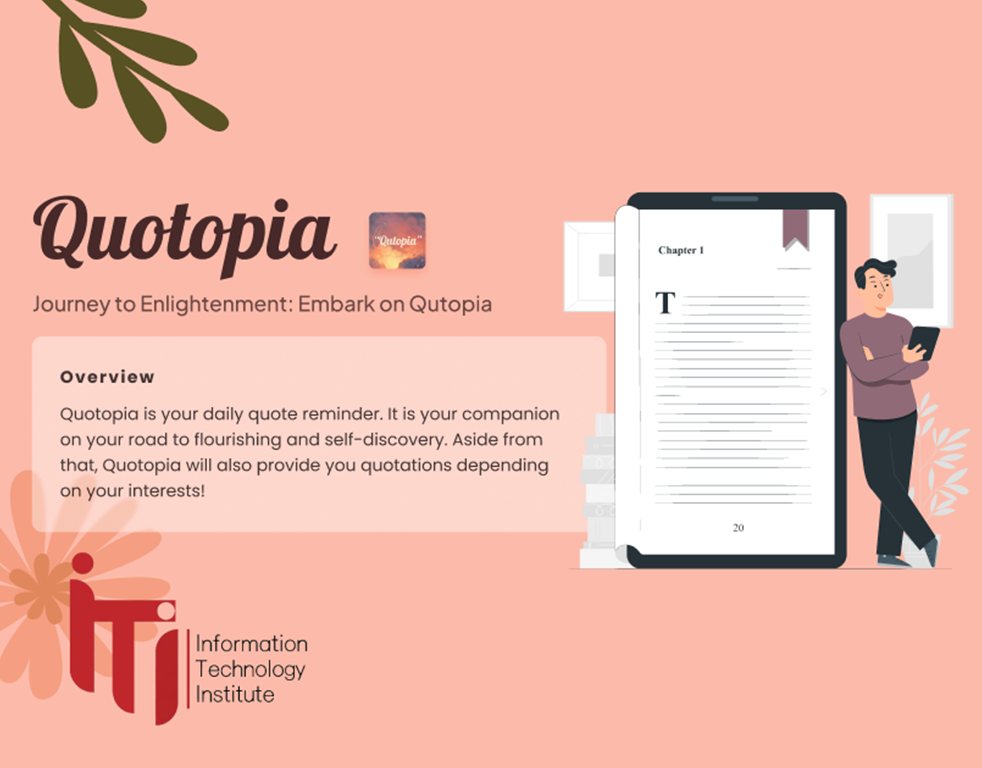 Quotopia
"Qutopia"
Journey to Enlightenment: Embark on Qutopia
Overview
Quotopia is your daily quote reminder. It is your companion
on your road to flourishing and self-discovery. Aside from
that, Quotopia will also provide you quotations depending
on your interests!
Chapter 1
T
20
iTi
Information
Technology
Institute